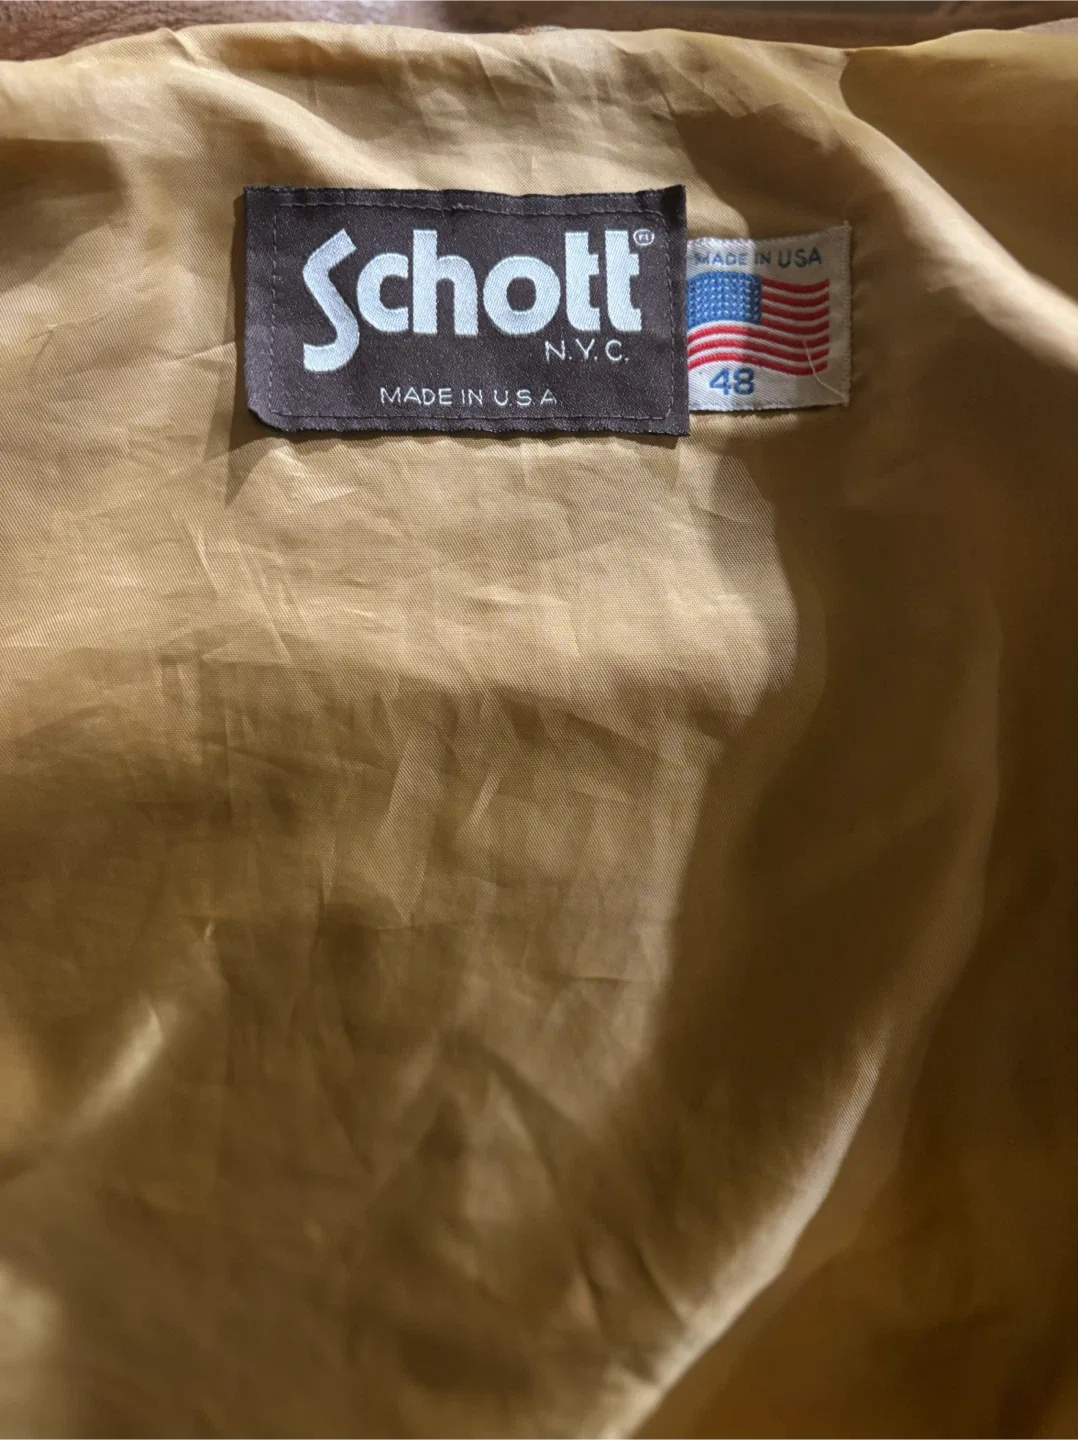 Schott®
N.Y.C.
MADE IN U.S.A.
MADE IN USA
48